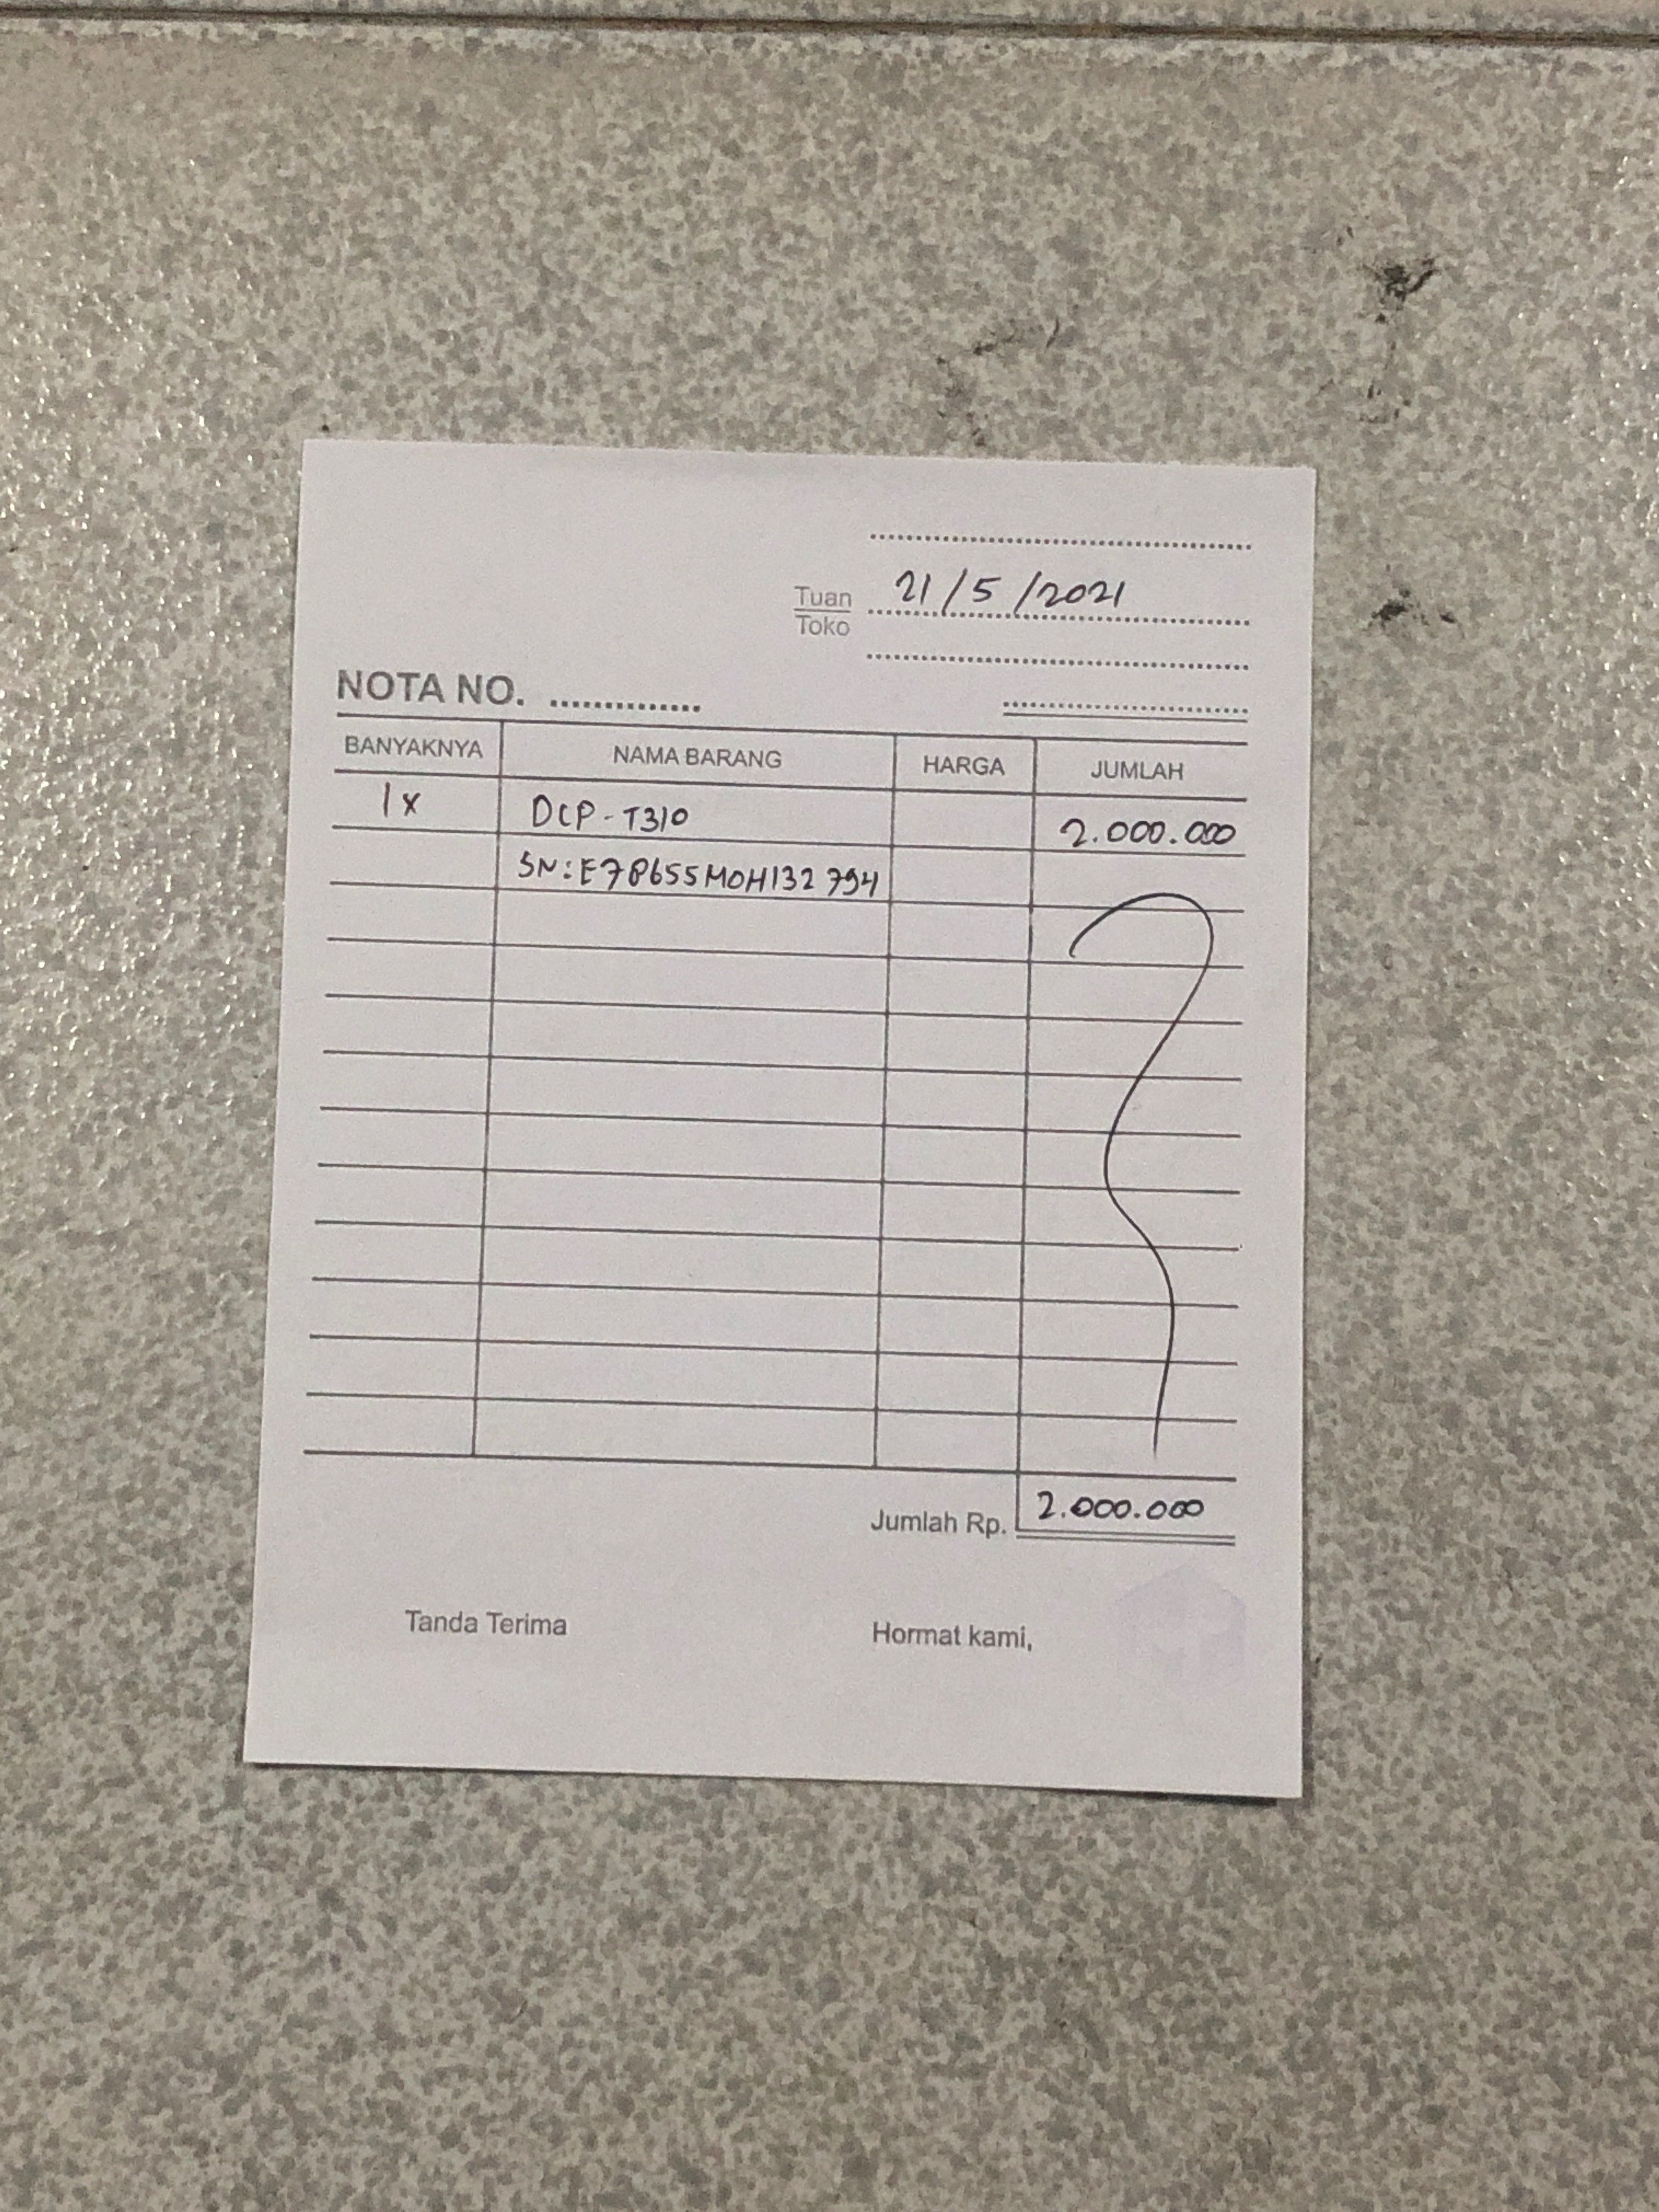 21/5/2021
Tuan
Toko
NOTA NO.
BANYAKNYA NAMA BARANG HARGA JUMLAH
1x DCP-T310 2.000.000
SN: E78655M0H132794
Jumlah Rp. 2.000.000
Tanda Terima Hormat kami,